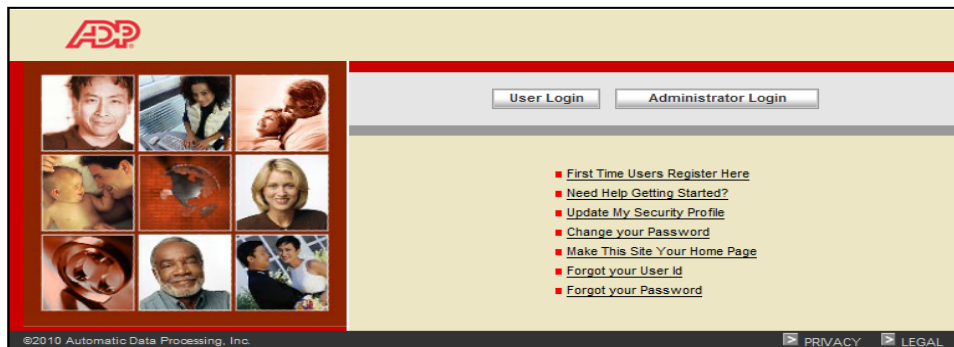 ADP
User Login Administrator Login
First Time Users Register Here
Need Help Getting Started?
Update My Security Profile
Change your Password
Make This Site Your Home Page
Forgot your User Id
Forgot your Password
©2010 Automatic Data Processing, Inc. PRIVACY LEGAL